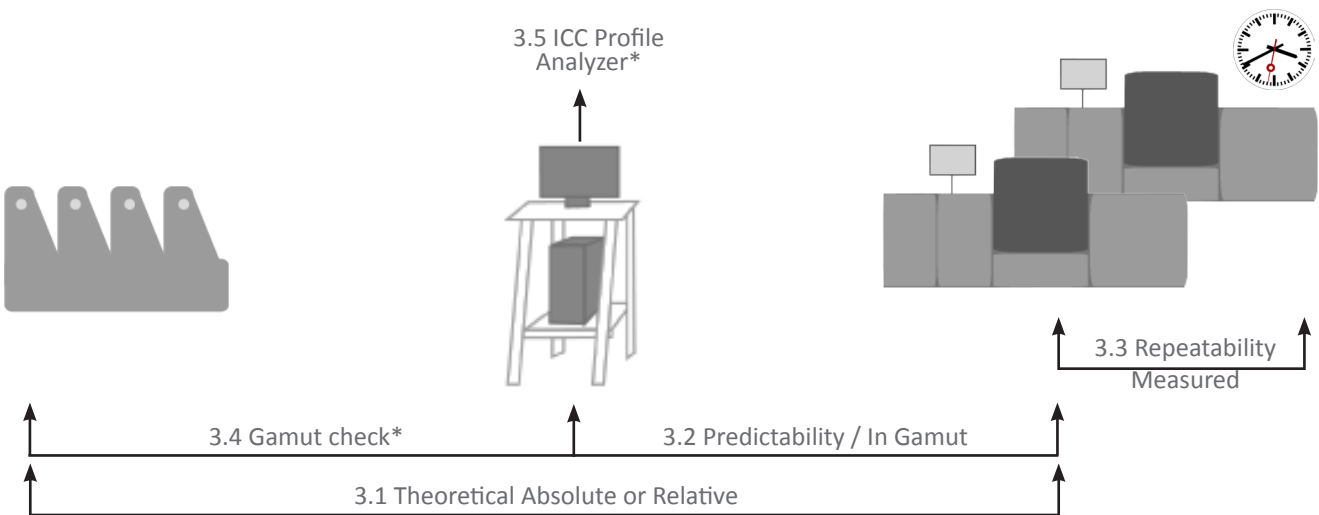 3.5 ICC Profile
Analyzer*
3.3 Repeatability
Measured
3.4 Gamut check*
3.2 Predictability / In Gamut
3.1 Theoretical Absolute or Relative